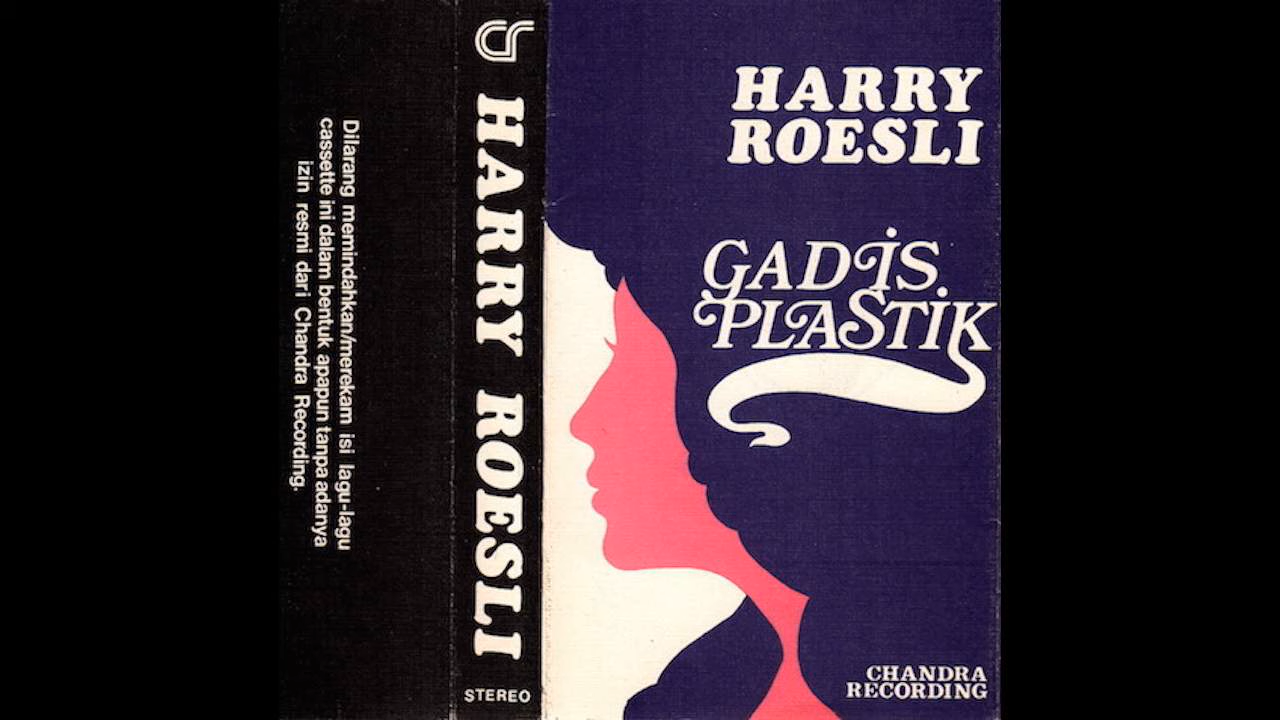 Dilarang memindahkan/merekam isi lagu-lagu
cassette ini dalam bentuk apapun tanpa adanya
izin resmi dari Chandra Recording.
HARRY ROESLI
STEREO
HARRY
ROESLI
GADIS
PLASTIK
CHANDRA
RECORDING